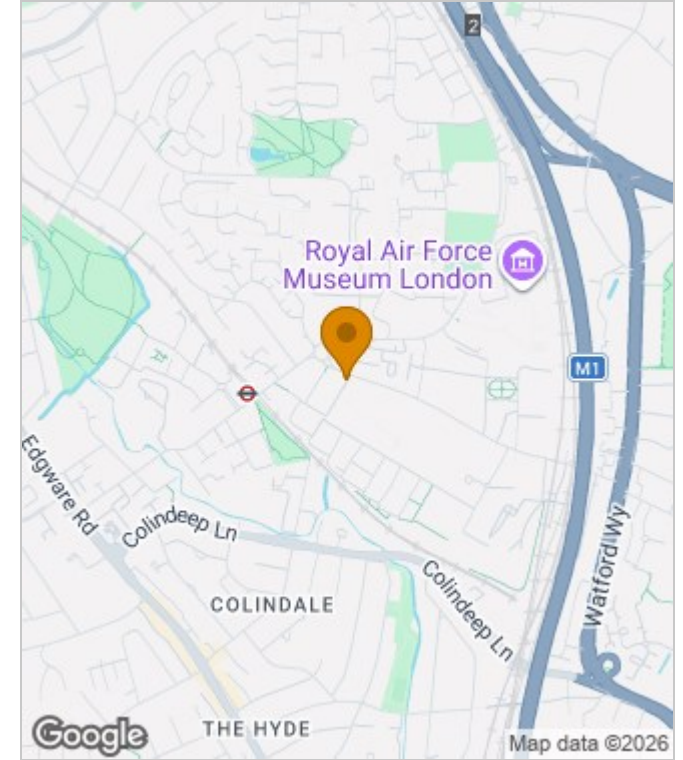 2
Royal Air Force
Museum London
M1
Edgware Rd
Colindeep Ln
Colindeep Ln
Watford Wy
COLINDALE
THE HYDE
Google
Map data ©2026